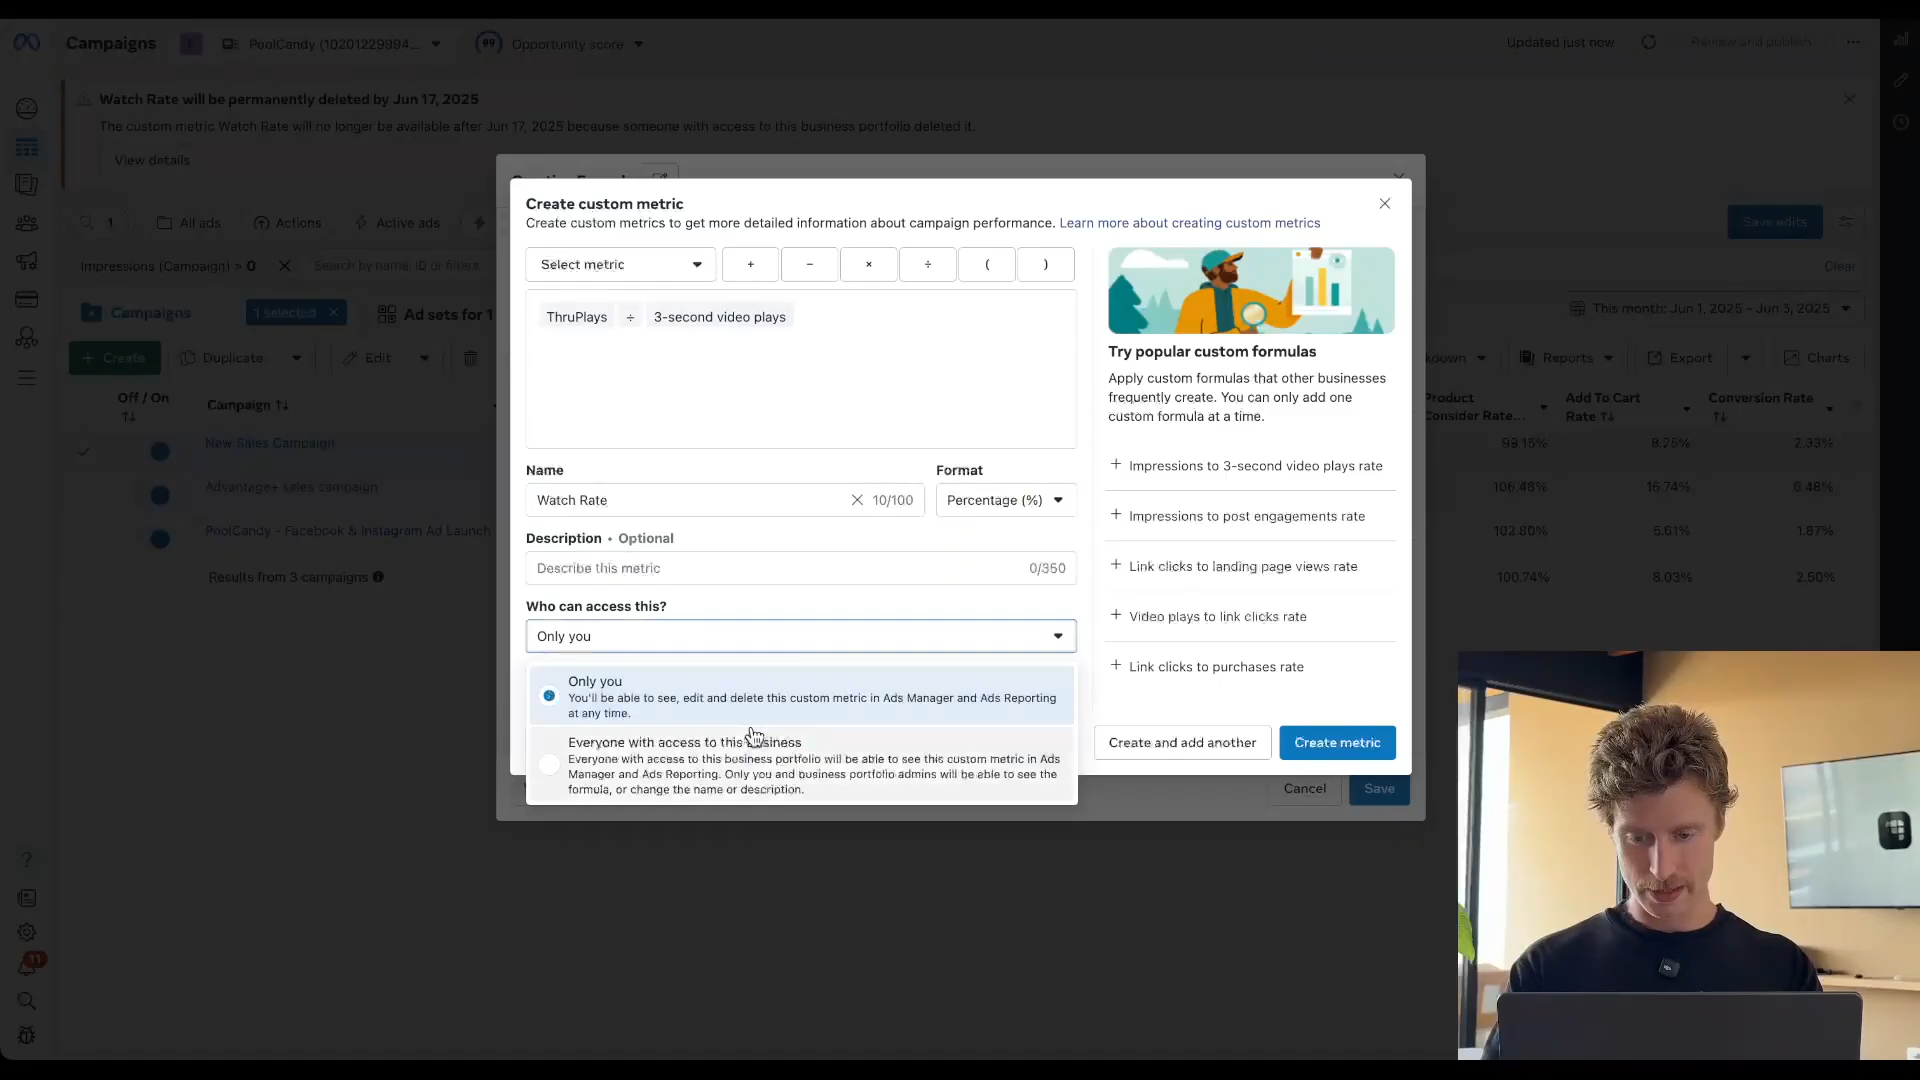 Campaigns
PoolCandy (10201229994...
99
Opportunity score
Updated just now
Review and publish
Watch Rate will be permanently deleted by Jun 17, 2025
The custom metric Watch Rate will no longer be available after Jun 17, 2025 because someone with access to this business portfolio deleted it.
View details
1
All ads
Actions
Active ads
Save edits
Impressions (Campaign) > 0
Search by name, ID or filters
Clear
Campaigns
1 selected
Ad sets for 1
This month: Jun 1, 2025 - Jun 3, 2025
+ Create
Duplicate
Edit
Reports
Export
Charts
Off / On
Campaign
Product
Consider Rate...
Add To Cart
Rate
Conversion Rate
New Sales Campaign
99.15%
8.25%
2.33%
Advantage+ sales campaign
106.48%
16.74%
6.48%
PoolCandy - Facebook & Instagram Ad Launch
102.80%
5.61%
1.87%
Results from 3 campaigns
100.74%
8.03%
2.50%
Create custom metric
Create custom metrics to get more detailed information about campaign performance. Learn more about creating custom metrics
Select metric
+
−
×
÷
(
)
ThruPlays ÷ 3-second video plays
Name
Format
Watch Rate
10/100
Percentage (%)
Description • Optional
Describe this metric
0/350
Who can access this?
Only you
Only you
You'll be able to see, edit and delete this custom metric in Ads Manager and Ads Reporting
at any time.
Everyone with access to this business
Everyone with access to this business portfolio will be able to see this custom metric in Ads
Manager and Ads Reporting. Only you and business portfolio admins will be able to see the
formula, or change the name or description.
Try popular custom formulas
Apply custom formulas that other businesses
frequently create. You can only add one
custom formula at a time.
+ Impressions to 3-second video plays rate
+ Impressions to post engagements rate
+ Link clicks to landing page views rate
+ Video plays to link clicks rate
+ Link clicks to purchases rate
Create and add another
Create metric
Cancel
Save
11